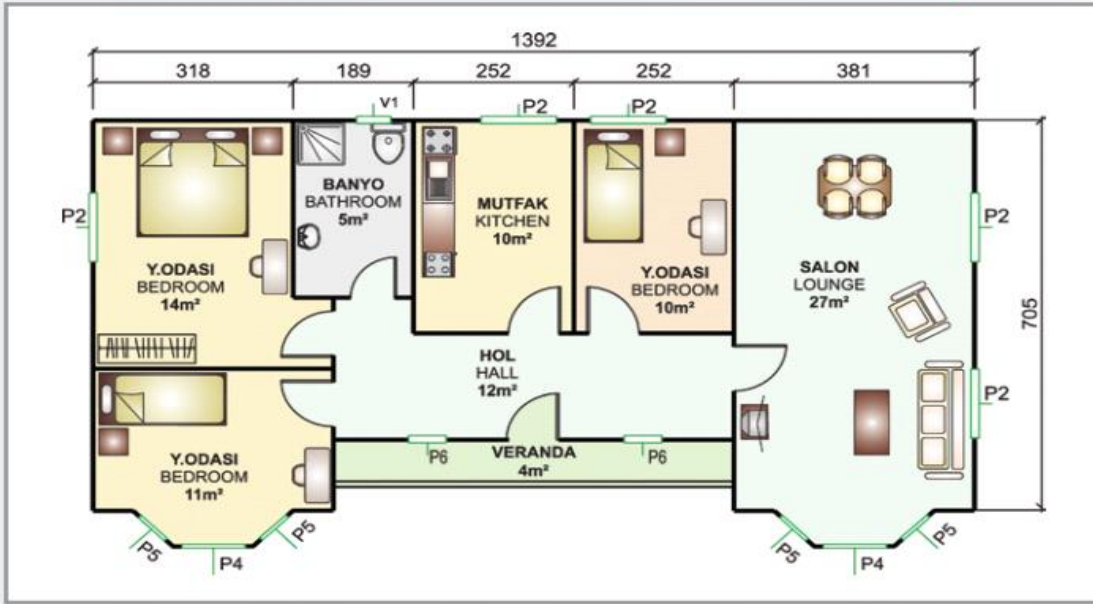 1392
318
189
252
252
381
V1
P2
P2
P2
BANYO
BATHROOM
5m²
MUTFAK
KITCHEN
10m²
Y.ODASI
BEDROOM
14m²
Y.ODASI
BEDROOM
10m²
SALON
LOUNGE
27m²
P2
705
HOL
HALL
12m²
P2
P6
VERANDA
4m²
P6
Y.ODASI
BEDROOM
11m²
P5
P4
P5
P5
P4
P5